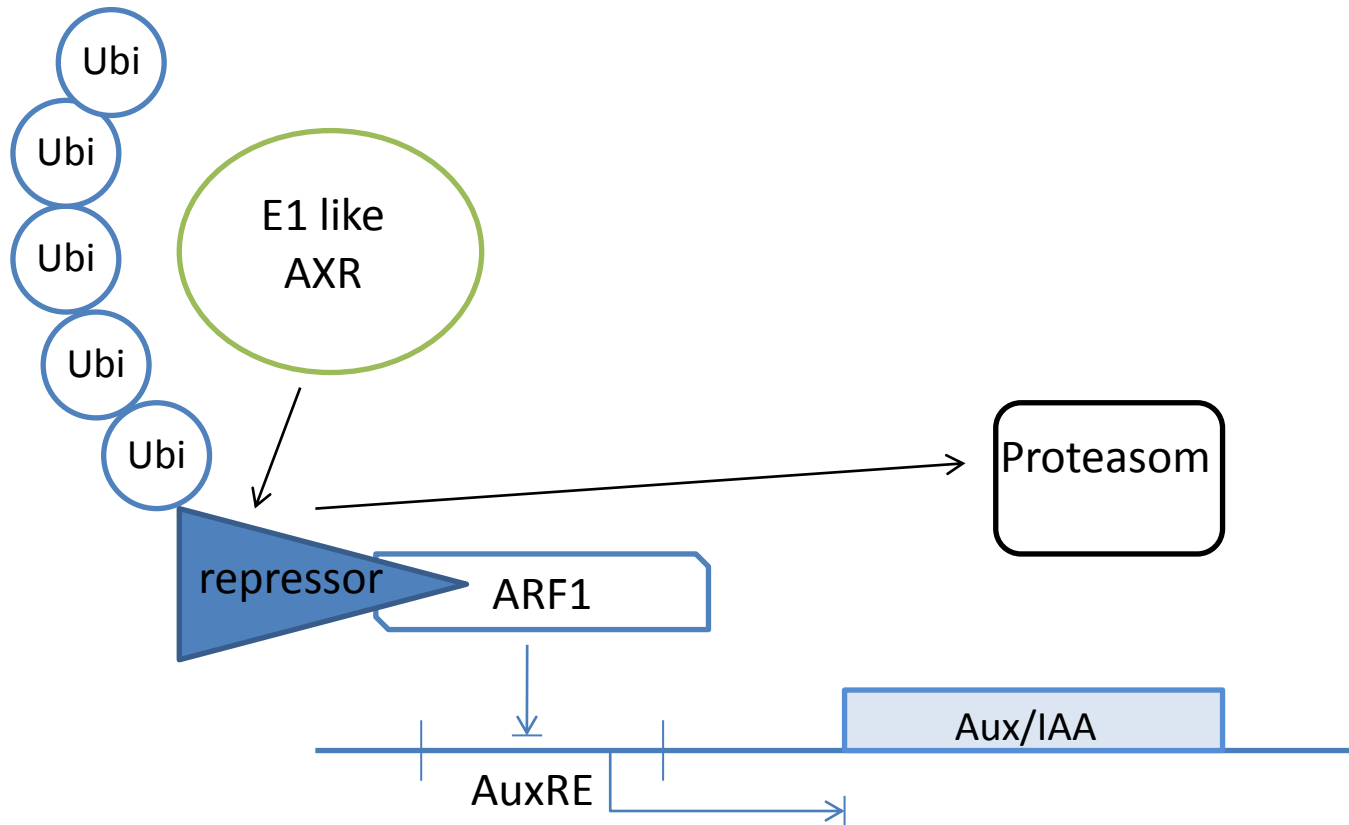 Ubi
Ubi
E1 like
AXR
Ubi
Ubi
Ubi
Proteasom
repressor
ARF1
Aux/IAA
AuxRE